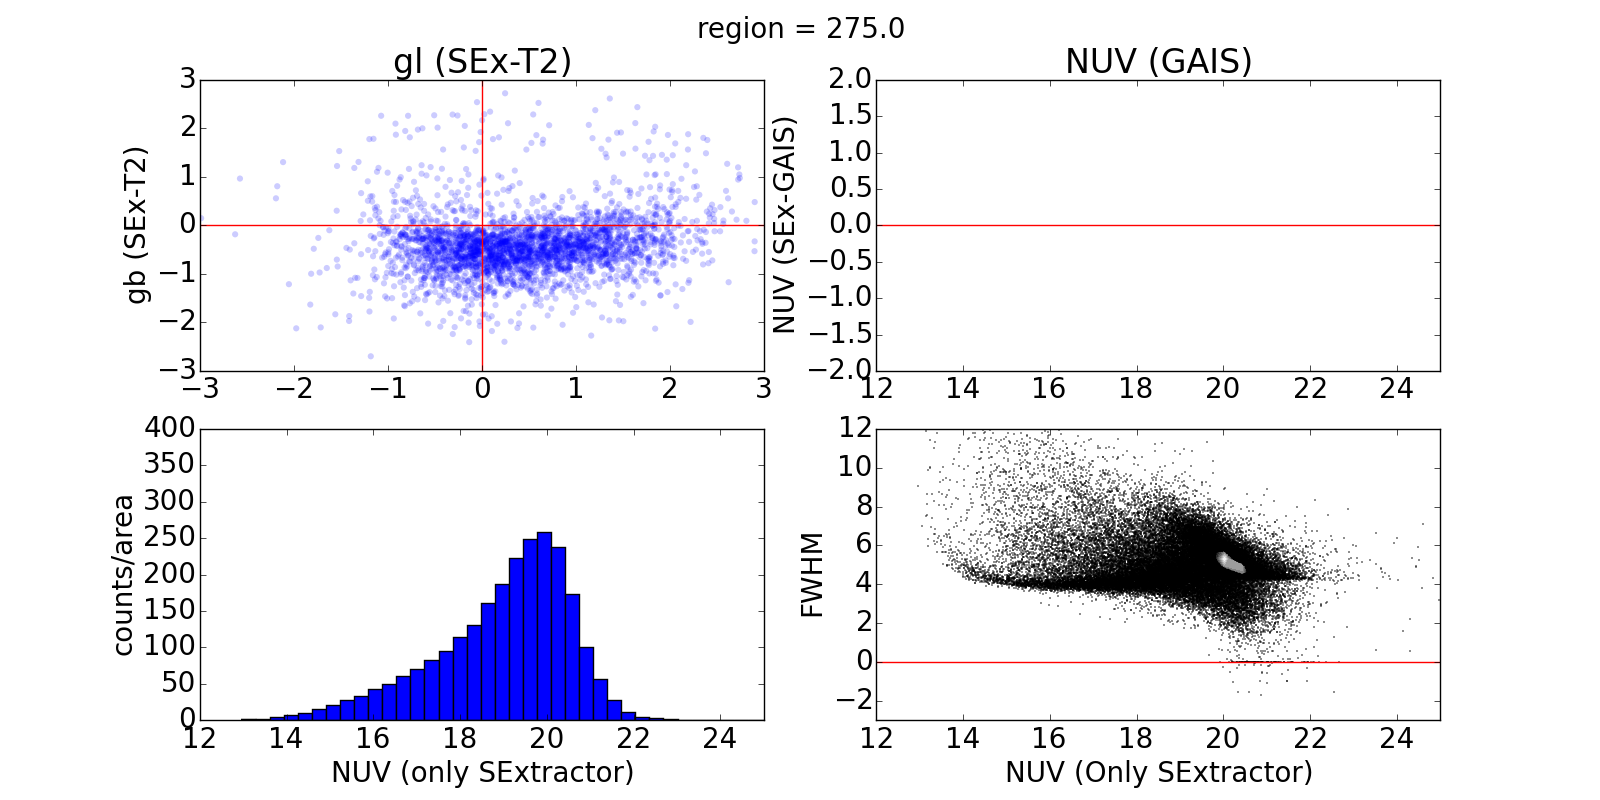 region = 275.0
gl (SEx-T2)
NUV (GAIS)
gb (SEx-T2)
3
2
1
0
−1
−2
−3
−3 −2 −1 0 1 2 3
NUV (SEx-GAIS)
2.0
1.5
1.0
0.5
0.0
−0.5
−1.0
−1.5
−2.0
12 14 16 18 20 22 24
counts/area
400
350
300
250
200
150
100
50
0
12 14 16 18 20 22 24
NUV (only SExtractor)
FWHM
12
10
8
6
4
2
0
−2
12 14 16 18 20 22 24
NUV (Only SExtractor)